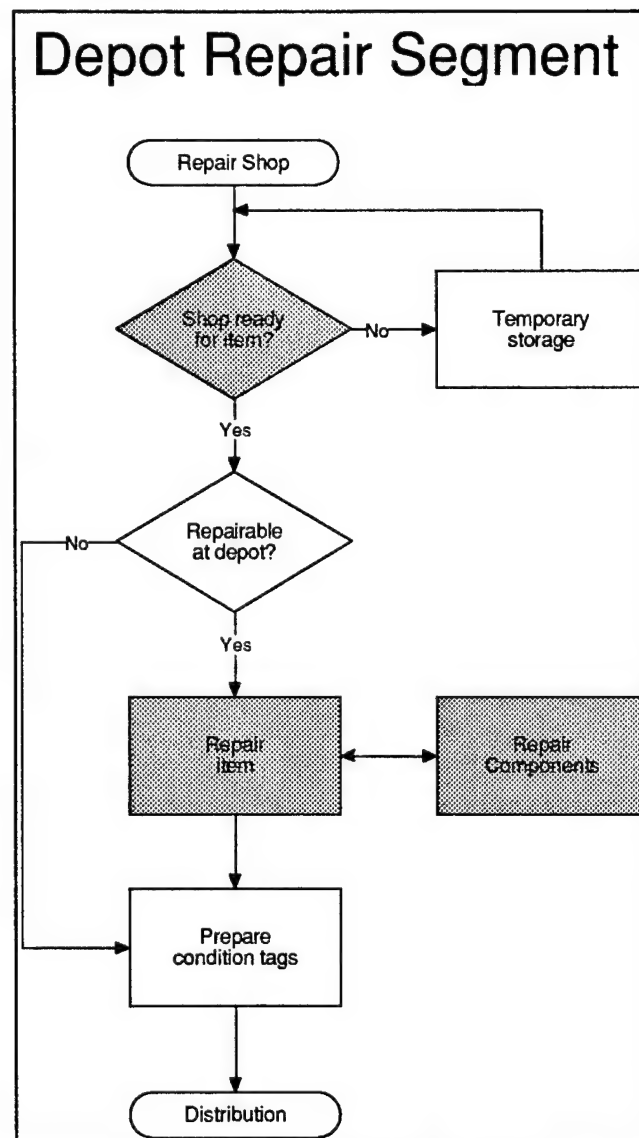 Depot Repair Segment
Repair Shop
Shop ready
for item?
No
Temporary
storage
Yes
Repairable
at depot?
No
Yes
Repair
item
Repair
Components
Prepare
condition tags
Distribution